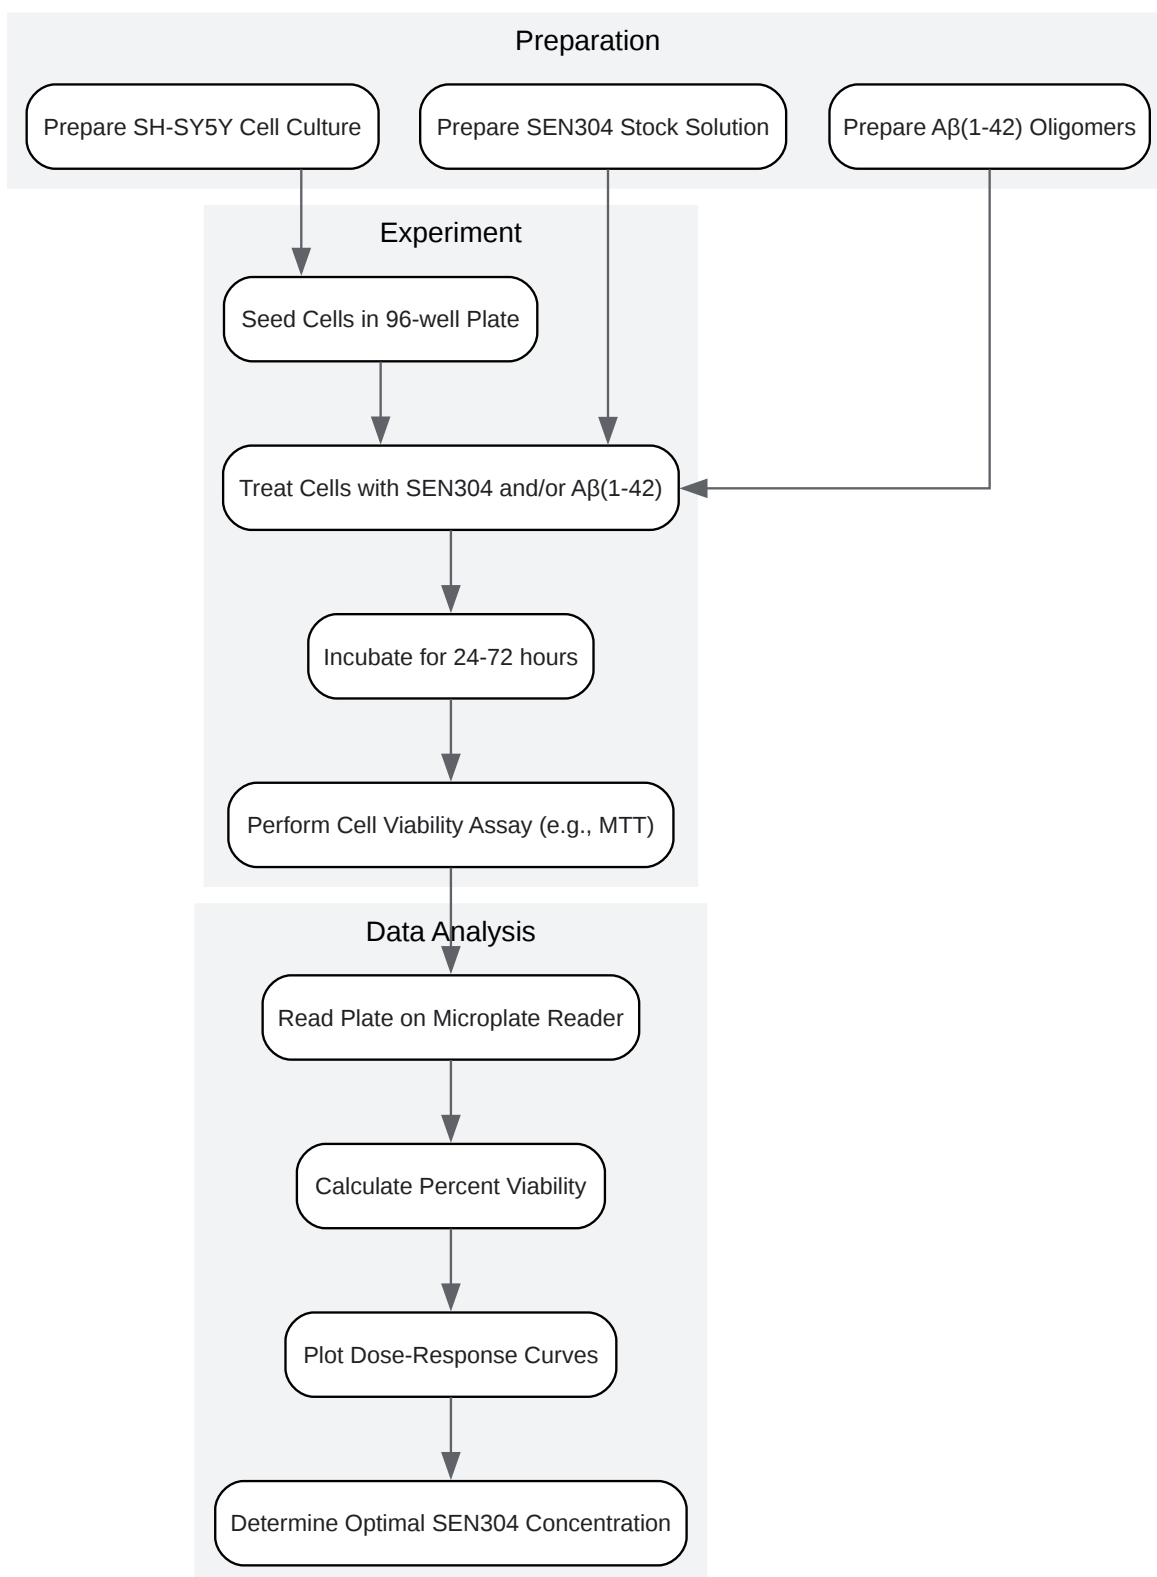 Preparation
Prepare SH-SY5Y Cell Culture
Prepare SEN304 Stock Solution
Prepare Aβ(1-42) Oligomers
Experiment
Seed Cells in 96-well Plate
Treat Cells with SEN304 and/or Aβ(1-42)
Incubate for 24-72 hours
Perform Cell Viability Assay (e.g., MTT)
Data Analysis
Read Plate on Microplate Reader
Calculate Percent Viability
Plot Dose-Response Curves
Determine Optimal SEN304 Concentration